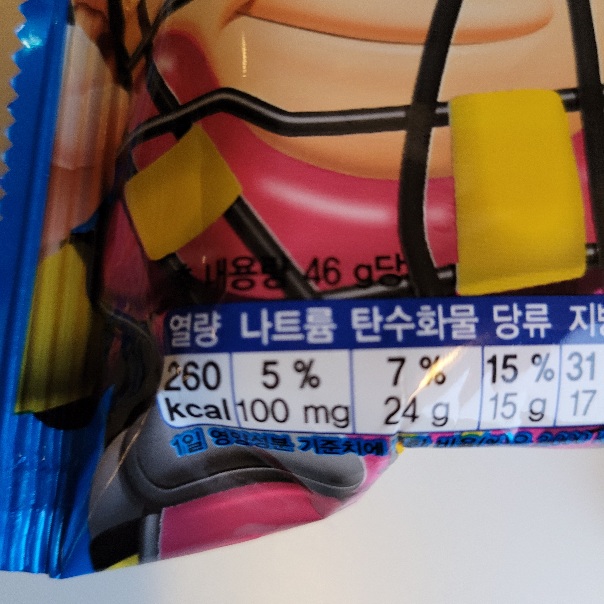 내용량 46 g당
열량 나트륨 탄수화물 당류 지방
260 5 % 7 % 15 % 31
kcal 100 mg 24 g 15 g 17
1일 영양성분 기준치에